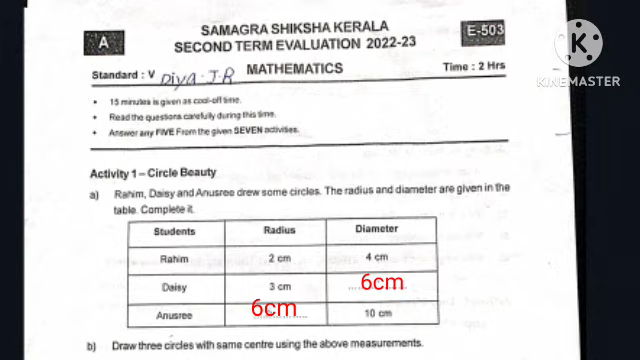 SAMAGRA SHIKSHA KERALA
A
SECOND TERM EVALUATION 2022-23
E-503
Standard : V Diya.J.R MATHEMATICS Time : 2 Hrs
KINEMASTER
• 15 minutes is given as cool-off time.
• Read the questions carefully during this time.
• Answer any FIVE From the given SEVEN activities.
Activity 1 – Circle Beauty
a) Rahim, Daisy and Anusree drew some circles. The radius and diameter are given in the
table. Complete it.
Students Radius Diameter
Rahim 2 cm 4 cm
Daisy 3 cm 6cm
Anusree 6cm 10 cm
b) Draw three circles with same centre using the above measurements.